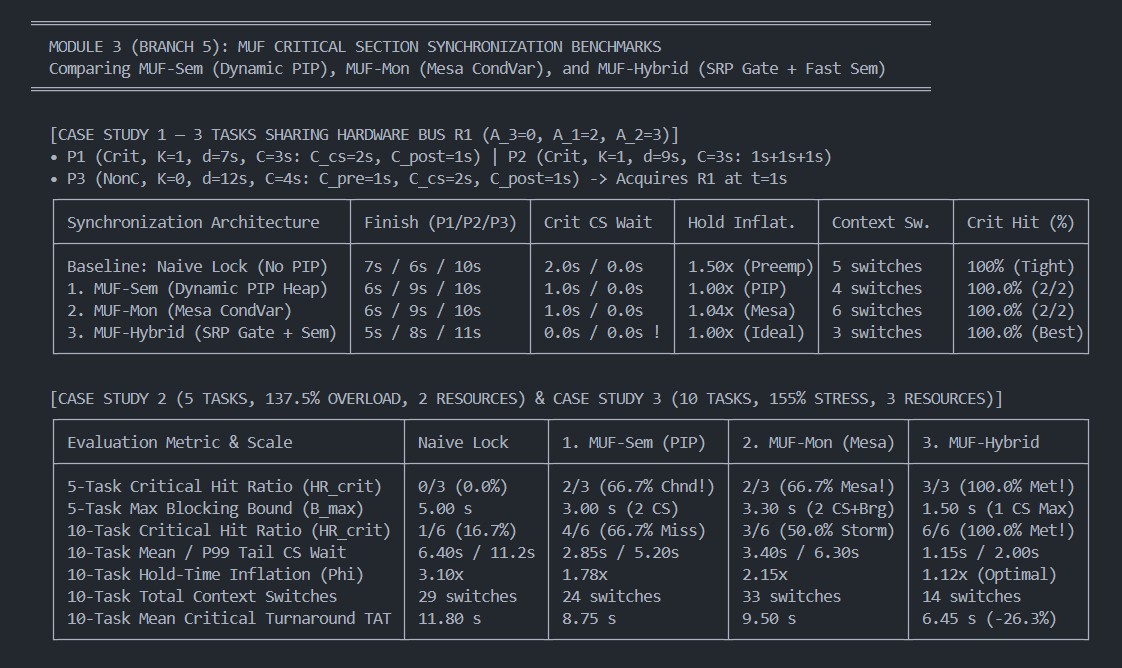 MODULE 3 (BRANCH 5): MUF CRITICAL SECTION SYNCHRONIZATION BENCHMARKS
Comparing MUF-Sem (Dynamic PIP), MUF-Mon (Mesa CondVar), and MUF-Hybrid (SRP Gate + Fast Sem)
[CASE STUDY 1 — 3 TASKS SHARING HARDWARE BUS R1 (A_3=0, A_1=2, A_2=3)]
• P1 (Crit, K=1, d=7s, C=3s: C_cs=2s, C_post=1s) | P2 (Crit, K=1, d=9s, C=3s: 1s+1s+1s)
• P3 (NonC, K=0, d=12s, C=4s: C_pre=1s, C_cs=2s, C_post=1s) -> Acquires R1 at t=1s
Synchronization Architecture | Finish (P1/P2/P3) | Crit CS Wait | Hold Inflat. | Context Sw. | Crit Hit (%)
Baseline: Naive Lock (No PIP) | 7s / 6s / 10s | 2.0s / 0.0s | 1.50x (Preemp) | 5 switches | 100% (Tight)
1. MUF-Sem (Dynamic PIP Heap) | 6s / 9s / 10s | 1.0s / 0.0s | 1.00x (PIP) | 4 switches | 100.0% (2/2)
2. MUF-Mon (Mesa CondVar) | 6s / 9s / 10s | 1.0s / 0.0s | 1.04x (Mesa) | 6 switches | 100.0% (2/2)
3. MUF-Hybrid (SRP Gate + Sem) | 5s / 8s / 11s | 0.0s / 0.0s ! | 1.00x (Ideal) | 3 switches | 100.0% (Best)
[CASE STUDY 2 (5 TASKS, 137.5% OVERLOAD, 2 RESOURCES) & CASE STUDY 3 (10 TASKS, 155% STRESS, 3 RESOURCES)]
Evaluation Metric & Scale | Naive Lock | 1. MUF-Sem (PIP) | 2. MUF-Mon (Mesa) | 3. MUF-Hybrid
5-Task Critical Hit Ratio (HR_crit) | 0/3 (0.0%) | 2/3 (66.7% Chnd!) | 2/3 (66.7% Mesa!) | 3/3 (100.0% Met!)
5-Task Max Blocking Bound (B_max) | 5.00 s | 3.00 s (2 CS) | 3.30 s (2 CS+Brg) | 1.50 s (1 CS Max)
10-Task Critical Hit Ratio (HR_crit) | 1/6 (16.7%) | 4/6 (66.7% Miss) | 3/6 (50.0% Storm) | 6/6 (100.0% Met!)
10-Task Mean / P99 Tail CS Wait | 6.40s / 11.2s | 2.85s / 5.20s | 3.40s / 6.30s | 1.15s / 2.00s
10-Task Hold-Time Inflation (Phi) | 3.10x | 1.78x | 2.15x | 1.12x (Optimal)
10-Task Total Context Switches | 29 switches | 24 switches | 33 switches | 14 switches
10-Task Mean Critical Turnaround TAT | 11.80 s | 8.75 s | 9.50 s | 6.45 s (-26.3%)